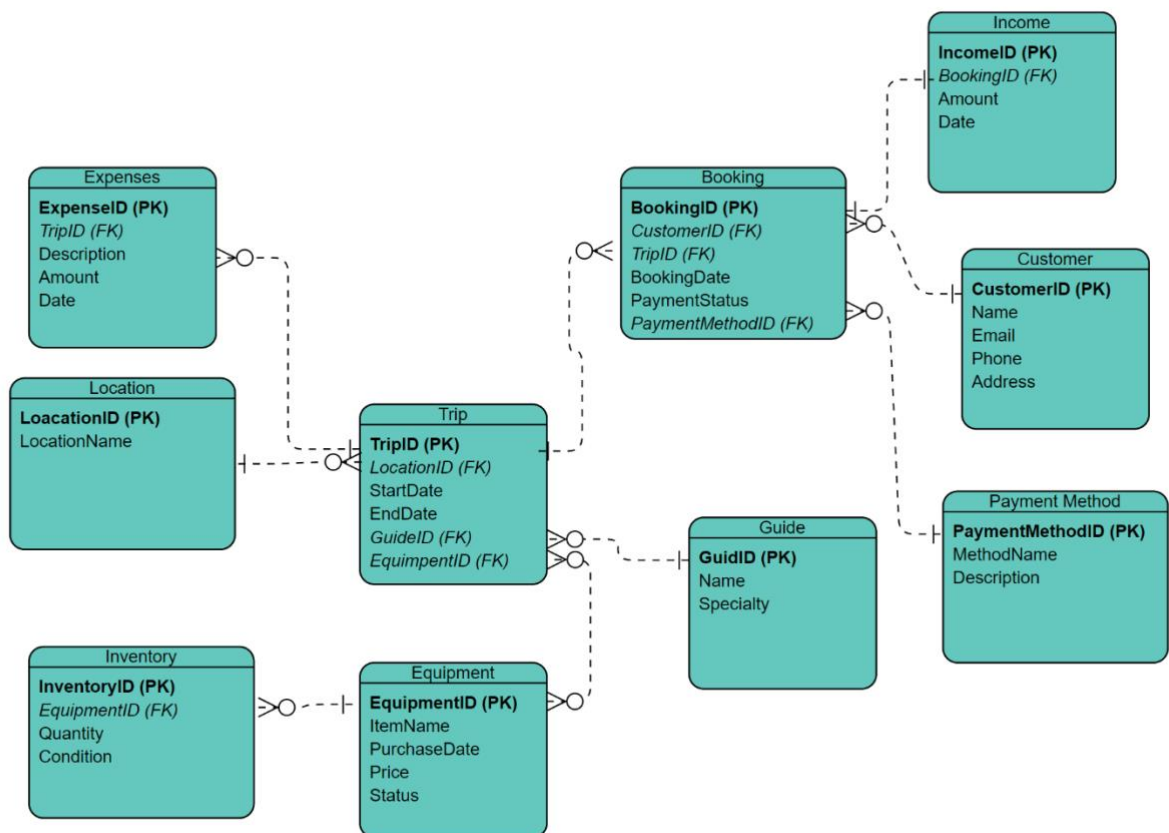 Income
IncomeID (PK)
BookingID (FK)
Amount
Date
Expenses
ExpenseID (PK)
TripID (FK)
Description
Amount
Date
Booking
BookingID (PK)
CustomerID (FK)
TripID (FK)
BookingDate
PaymentStatus
PaymentMethodID (FK)
Customer
CustomerID (PK)
Name
Email
Phone
Address
Location
LoacationID (PK)
LocationName
Trip
TripID (PK)
LocationID (FK)
StartDate
EndDate
GuideID (FK)
EquimpentID (FK)
Guide
GuidID (PK)
Name
Specialty
Payment Method
PaymentMethodID (PK)
MethodName
Description
Inventory
InventoryID (PK)
EquipmentID (FK)
Quantity
Condition
Equipment
EquipmentID (PK)
ItemName
PurchaseDate
Price
Status